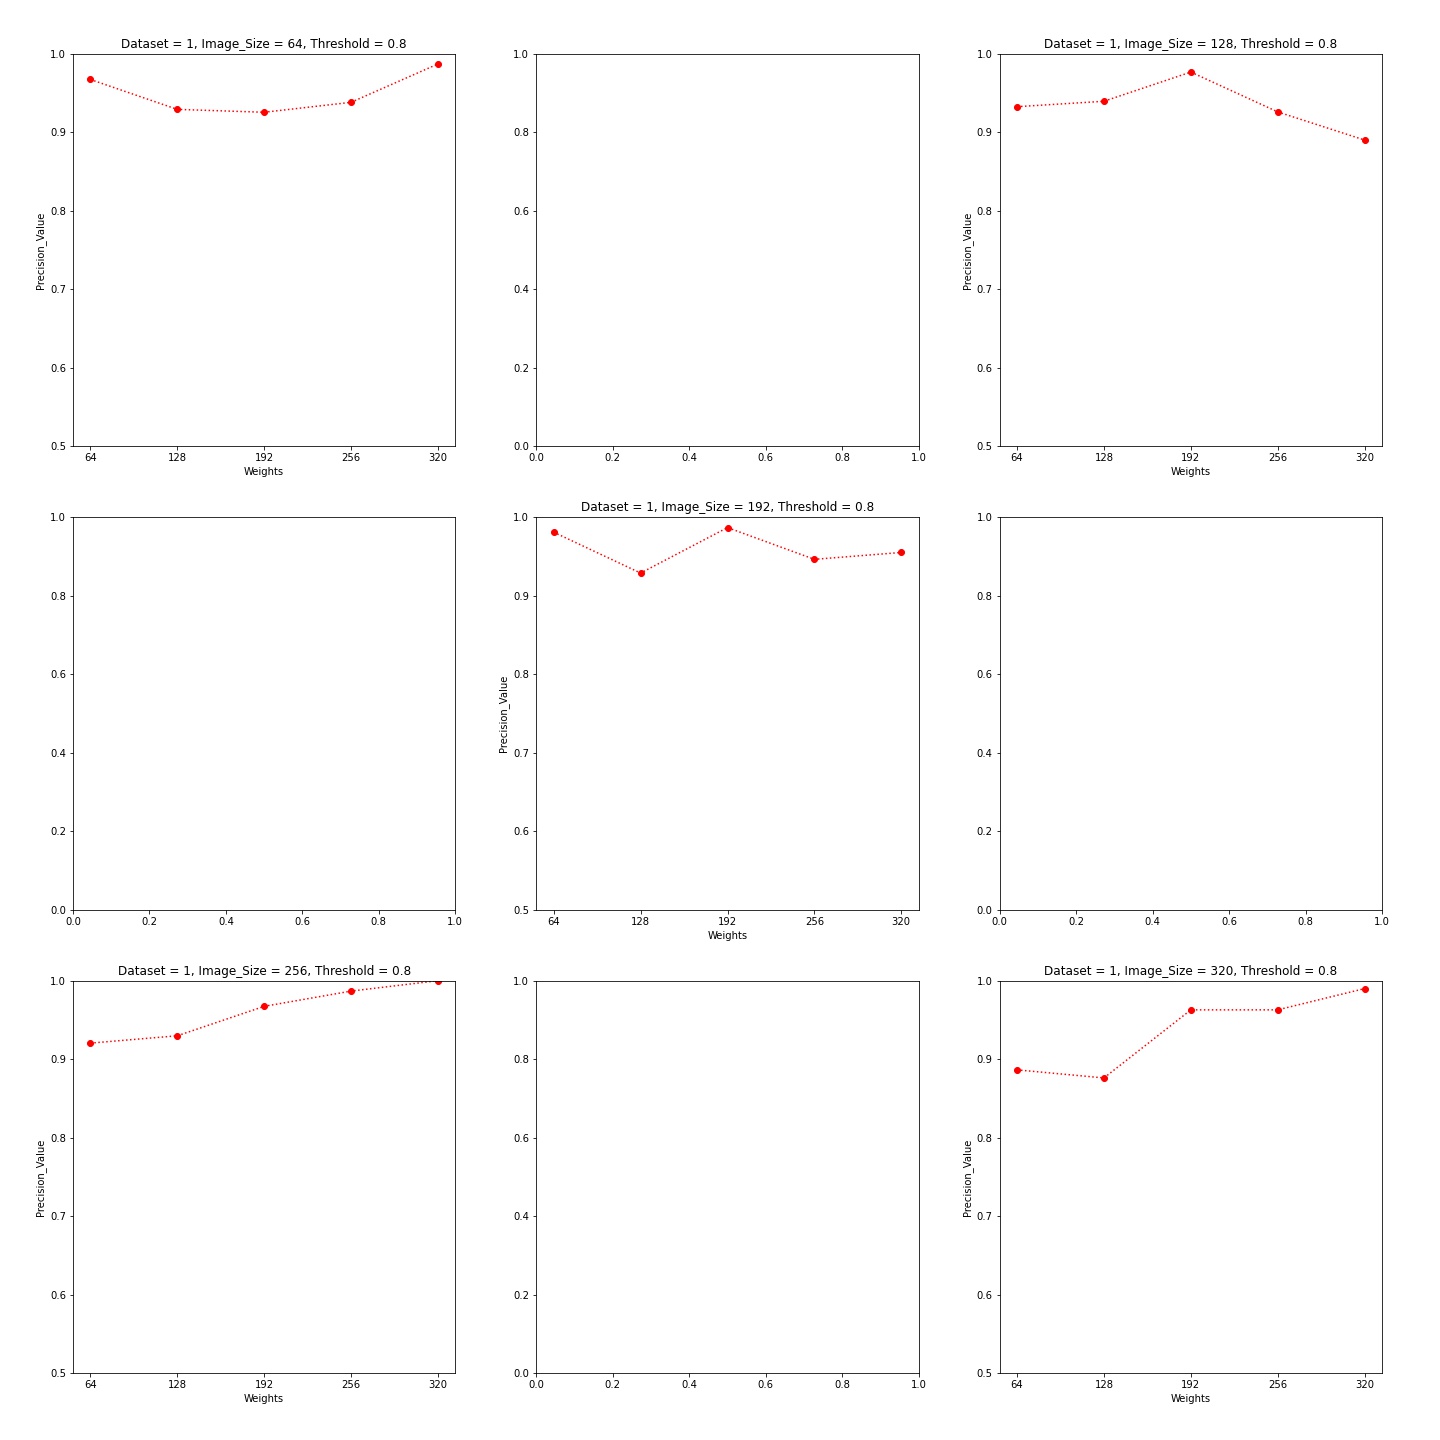 Dataset = 1, Image_Size = 64, Threshold = 0.8
1.0
0.9
0.8
0.7
0.6
0.5
Precision_Value
64 128 192 256 320
Weights
1.0
0.8
0.6
0.4
0.2
0.0
0.0 0.2 0.4 0.6 0.8 1.0
Dataset = 1, Image_Size = 128, Threshold = 0.8
1.0
0.9
0.8
0.7
0.6
0.5
Precision_Value
64 128 192 256 320
Weights
1.0
0.8
0.6
0.4
0.2
0.0
0.0 0.2 0.4 0.6 0.8 1.0
Dataset = 1, Image_Size = 192, Threshold = 0.8
1.0
0.9
0.8
0.7
0.6
0.5
Precision_Value
64 128 192 256 320
Weights
1.0
0.8
0.6
0.4
0.2
0.0
0.0 0.2 0.4 0.6 0.8 1.0
Dataset = 1, Image_Size = 256, Threshold = 0.8
1.0
0.9
0.8
0.7
0.6
0.5
Precision_Value
64 128 192 256 320
Weights
1.0
0.8
0.6
0.4
0.2
0.0
0.0 0.2 0.4 0.6 0.8 1.0
Dataset = 1, Image_Size = 320, Threshold = 0.8
1.0
0.9
0.8
0.7
0.6
0.5
Precision_Value
64 128 192 256 320
Weights